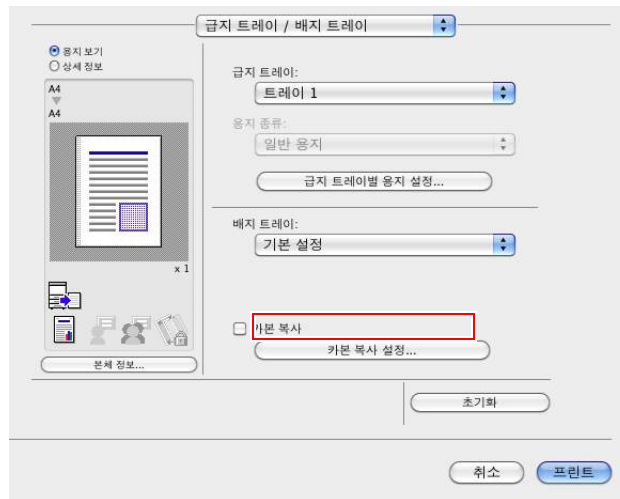 급지 트레이 / 배지 트레이
용지 보기
상세 정보
A4
A4
x 1
본체 정보...
급지 트레이:
트레이 1
용지 종류:
일반 용지
급지 트레이별 용지 설정...
배지 트레이:
기본 설정
카본 복사
카본 복사 설정...
초기화
취소
프린트